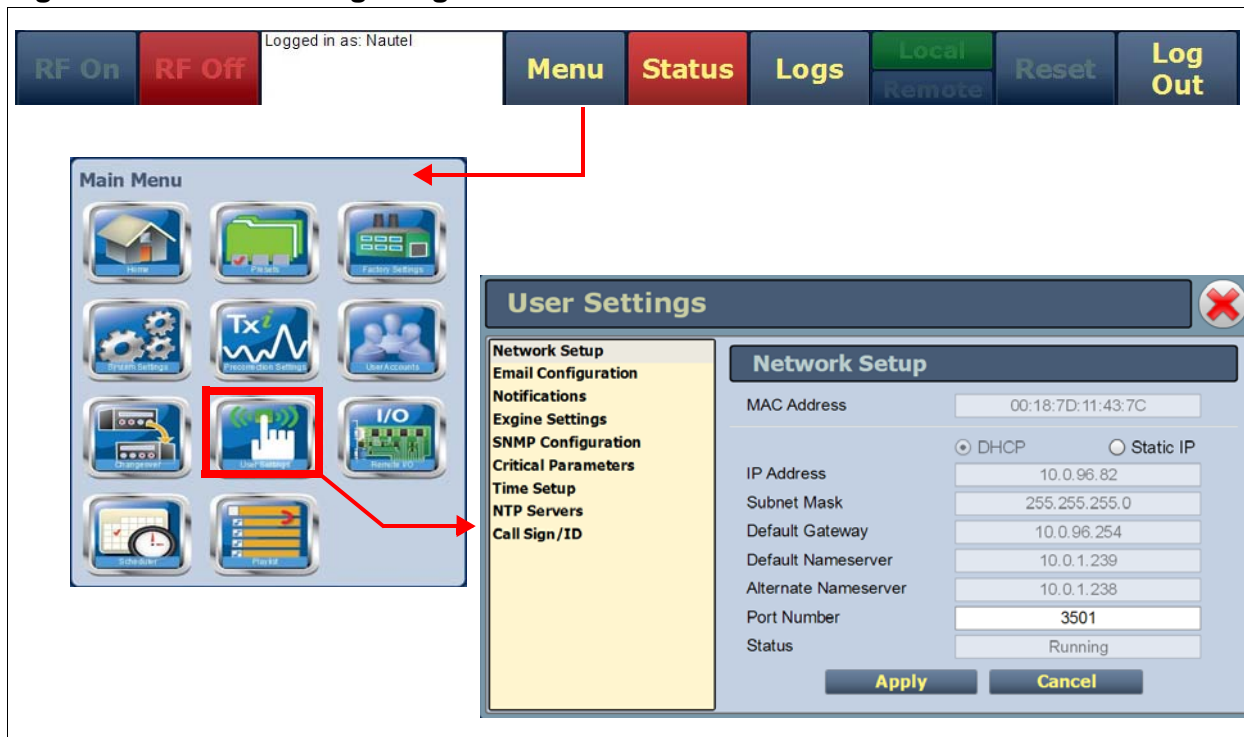 RF On
RF Off
Logged in as: Nautel
Menu
Status
Logs
Local
Remote
Reset
Log
Out
Main Menu
Home
Presets
Factory Settings
System Settings
Tx i
Precorrection Settings
User Accounts
Changeover
User Settings
I/O
Remote I/O
Scheduler
Playlist
User Settings
Network Setup
Email Configuration
Notifications
Exgine Settings
SNMP Configuration
Critical Parameters
Time Setup
NTP Servers
Call Sign/ID
Network Setup
MAC Address 00:18:7D:11:43:7C
DHCP Static IP
IP Address 10.0.96.82
Subnet Mask 255.255.255.0
Default Gateway 10.0.96.254
Default Nameserver 10.0.1.239
Alternate Nameserver 10.0.1.238
Port Number 3501
Status Running
Apply Cancel